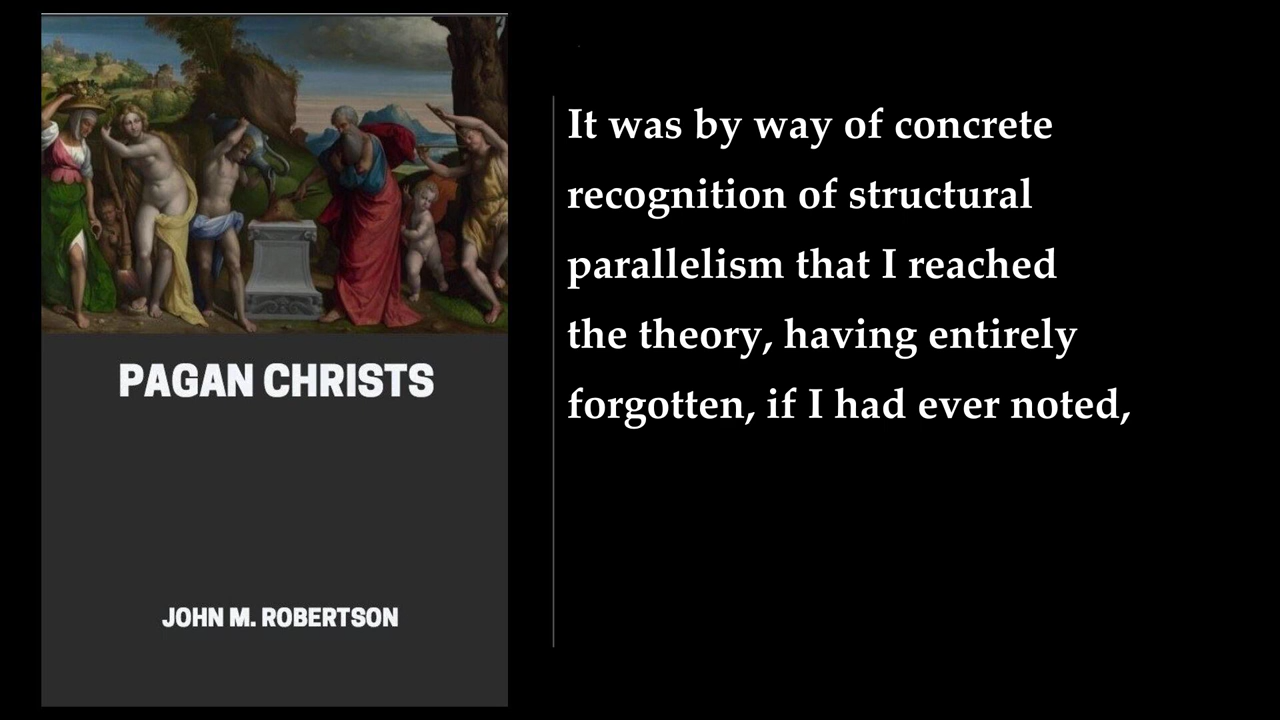 PAGAN CHRISTS
JOHN M. ROBERTSON
It was by way of concrete
recognition of structural
parallelism that I reached
the theory, having entirely
forgotten, if I had ever noted,